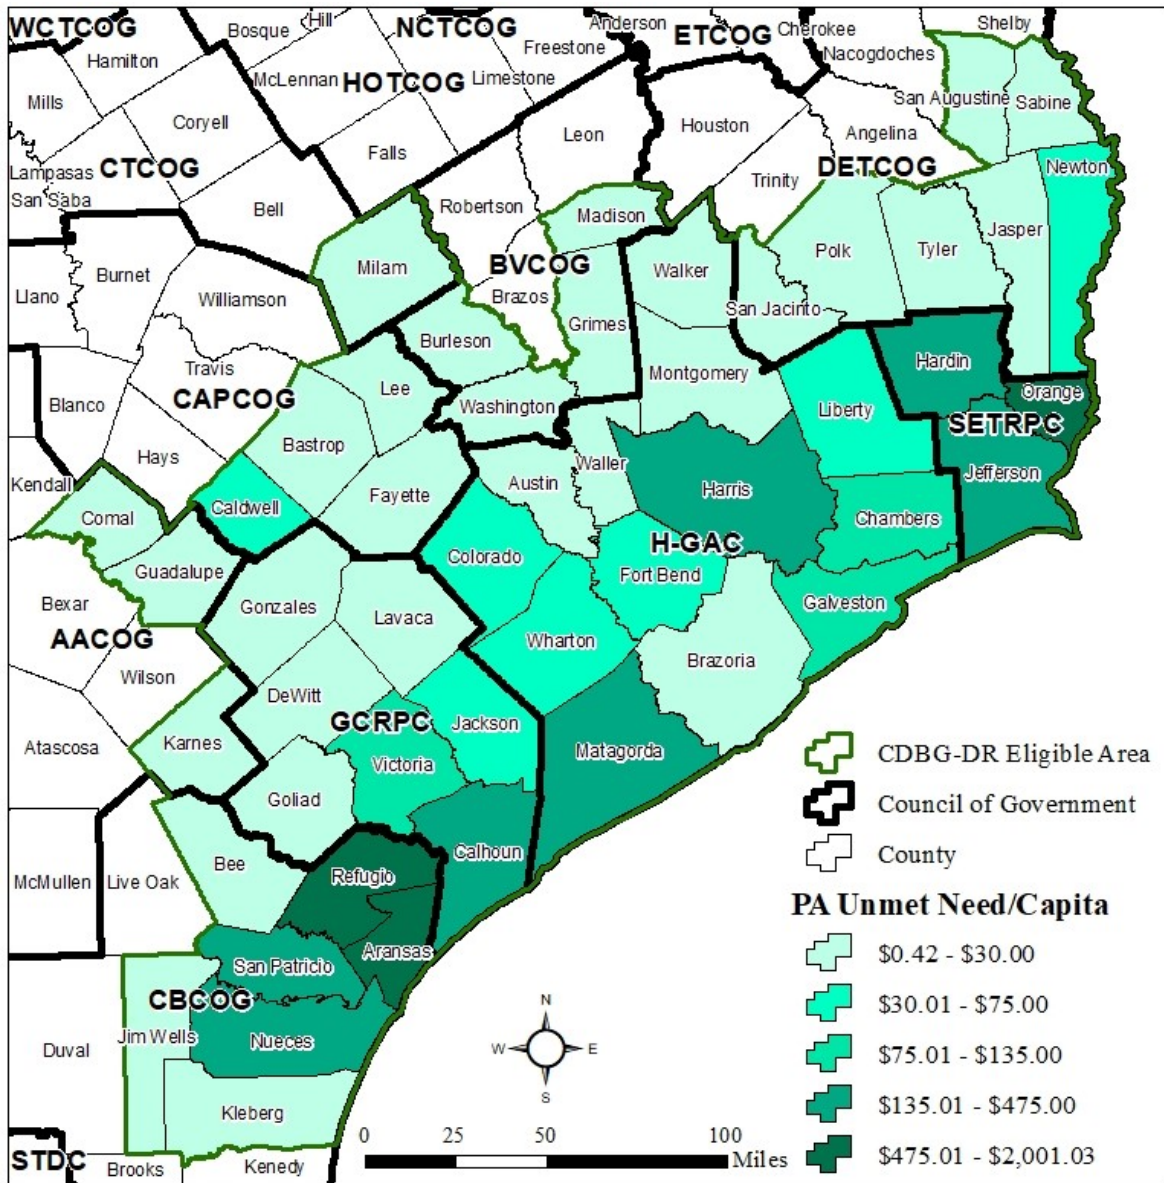 WCTCOG
Bosque
Hill
NCTCOG
Anderson
ETCOG
Cherokee
Shelby
Hamilton
Freestone
Nacogdoches
McLennan
HOTCOG
Limestone
Mills
San Augustine
Sabine
Coryell
Leon
Houston
Angelina
Falls
Lampasas
CTCOG
DETCOG
Newton
San Saba
Bell
Robertson
Trinity
Madison
Jasper
Milam
BVCOG
Walker
Polk
Tyler
Burnet
Llano
Williamson
Brazos
San Jacinto
Grimes
Burleson
Hardin
Travis
Montgomery
Lee
Orange
CAPCOG
Blanco
Washington
Liberty
SETRPC
Bastrop
Hays
Waller
Jefferson
Kendall
Austin
Harris
Fayette
Caldwell
Comal
Chambers
H-GAC
Colorado
Guadalupe
Fort Bend
Bexar
Gonzales
Lavaca
Galveston
AACOG
Wharton
Wilson
Brazoria
DeWitt
GCRPC
Jackson
Atascosa
Karnes
Victoria
Matagorda
Goliad
Calhoun
Bee
Refugio
McMullen
Live Oak
Aransas
San Patricio
CBCOG
Jim Wells
Nueces
Duval
Kleberg
STDC
Brooks
Kenedy
CDBG-DR Eligible Area
Council of Government
County
PA Unmet Need/Capita
$0.42 - $30.00
$30.01 - $75.00
$75.01 - $135.00
$135.01 - $475.00
$475.01 - $2,001.03
N
W E
S
0 25 50 100
Miles